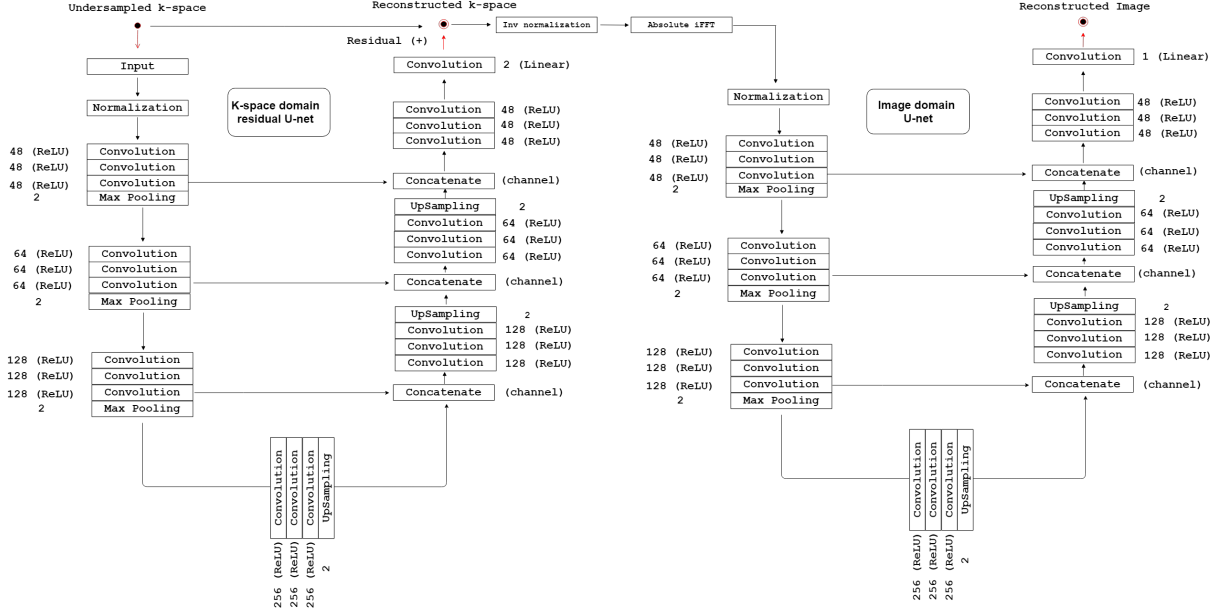 Undersampled k-space
Reconstructed k-space
Reconstructed Image
Residual (+)
Inv normalization
Absolute iFFT
Input
Normalization
K-space domain
residual U-net
48 (ReLU) Convolution
48 (ReLU) Convolution
48 (ReLU) Convolution
2 Max Pooling
64 (ReLU) Convolution
64 (ReLU) Convolution
64 (ReLU) Convolution
2 Max Pooling
128 (ReLU) Convolution
128 (ReLU) Convolution
128 (ReLU) Convolution
2 Max Pooling
Convolution 256 (ReLU)
Convolution 256 (ReLU)
Convolution 256 (ReLU)
UpSampling 2
Convolution 2 (Linear)
Convolution 48 (ReLU)
Convolution 48 (ReLU)
Convolution 48 (ReLU)
Concatenate (channel)
UpSampling 2
Convolution 64 (ReLU)
Convolution 64 (ReLU)
Convolution 64 (ReLU)
Concatenate (channel)
UpSampling 2
Convolution 128 (ReLU)
Convolution 128 (ReLU)
Convolution 128 (ReLU)
Concatenate (channel)
Normalization
Image domain
U-net
48 (ReLU) Convolution
48 (ReLU) Convolution
48 (ReLU) Convolution
2 Max Pooling
64 (ReLU) Convolution
64 (ReLU) Convolution
64 (ReLU) Convolution
2 Max Pooling
128 (ReLU) Convolution
128 (ReLU) Convolution
128 (ReLU) Convolution
2 Max Pooling
Convolution 256 (ReLU)
Convolution 256 (ReLU)
Convolution 256 (ReLU)
UpSampling 2
Convolution 1 (Linear)
Convolution 48 (ReLU)
Convolution 48 (ReLU)
Convolution 48 (ReLU)
Concatenate (channel)
UpSampling 2
Convolution 64 (ReLU)
Convolution 64 (ReLU)
Convolution 64 (ReLU)
Concatenate (channel)
UpSampling 2
Convolution 128 (ReLU)
Convolution 128 (ReLU)
Convolution 128 (ReLU)
Concatenate (channel)